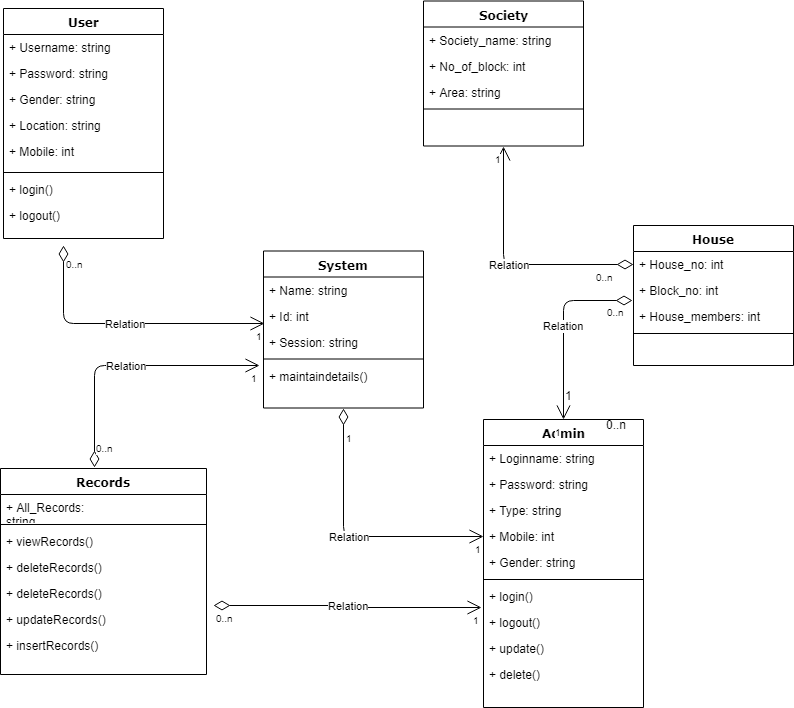 User
+ Username: string
+ Password: string
+ Gender: string
+ Location: string
+ Mobile: int
+ login()
+ logout()
0..n
Relation
1
Society
+ Society_name: string
+ No_of_block: int
+ Area: string
1
Relation
0..n
House
+ House_no: int
+ Block_no: int
+ House_members: int
0..n
Relation
1
System
+ Name: string
+ Id: int
+ Session: string
+ maintaindetails()
1
Relation
1
Relation
1
0..n
Records
+ All_Records:
string
+ viewRecords()
+ deleteRecords()
+ deleteRecords()
+ updateRecords()
+ insertRecords()
0..n
Relation
1
0..n
1
Admin
+ Loginname: string
+ Password: string
+ Type: string
+ Mobile: int
+ Gender: string
+ login()
+ logout()
+ update()
+ delete()